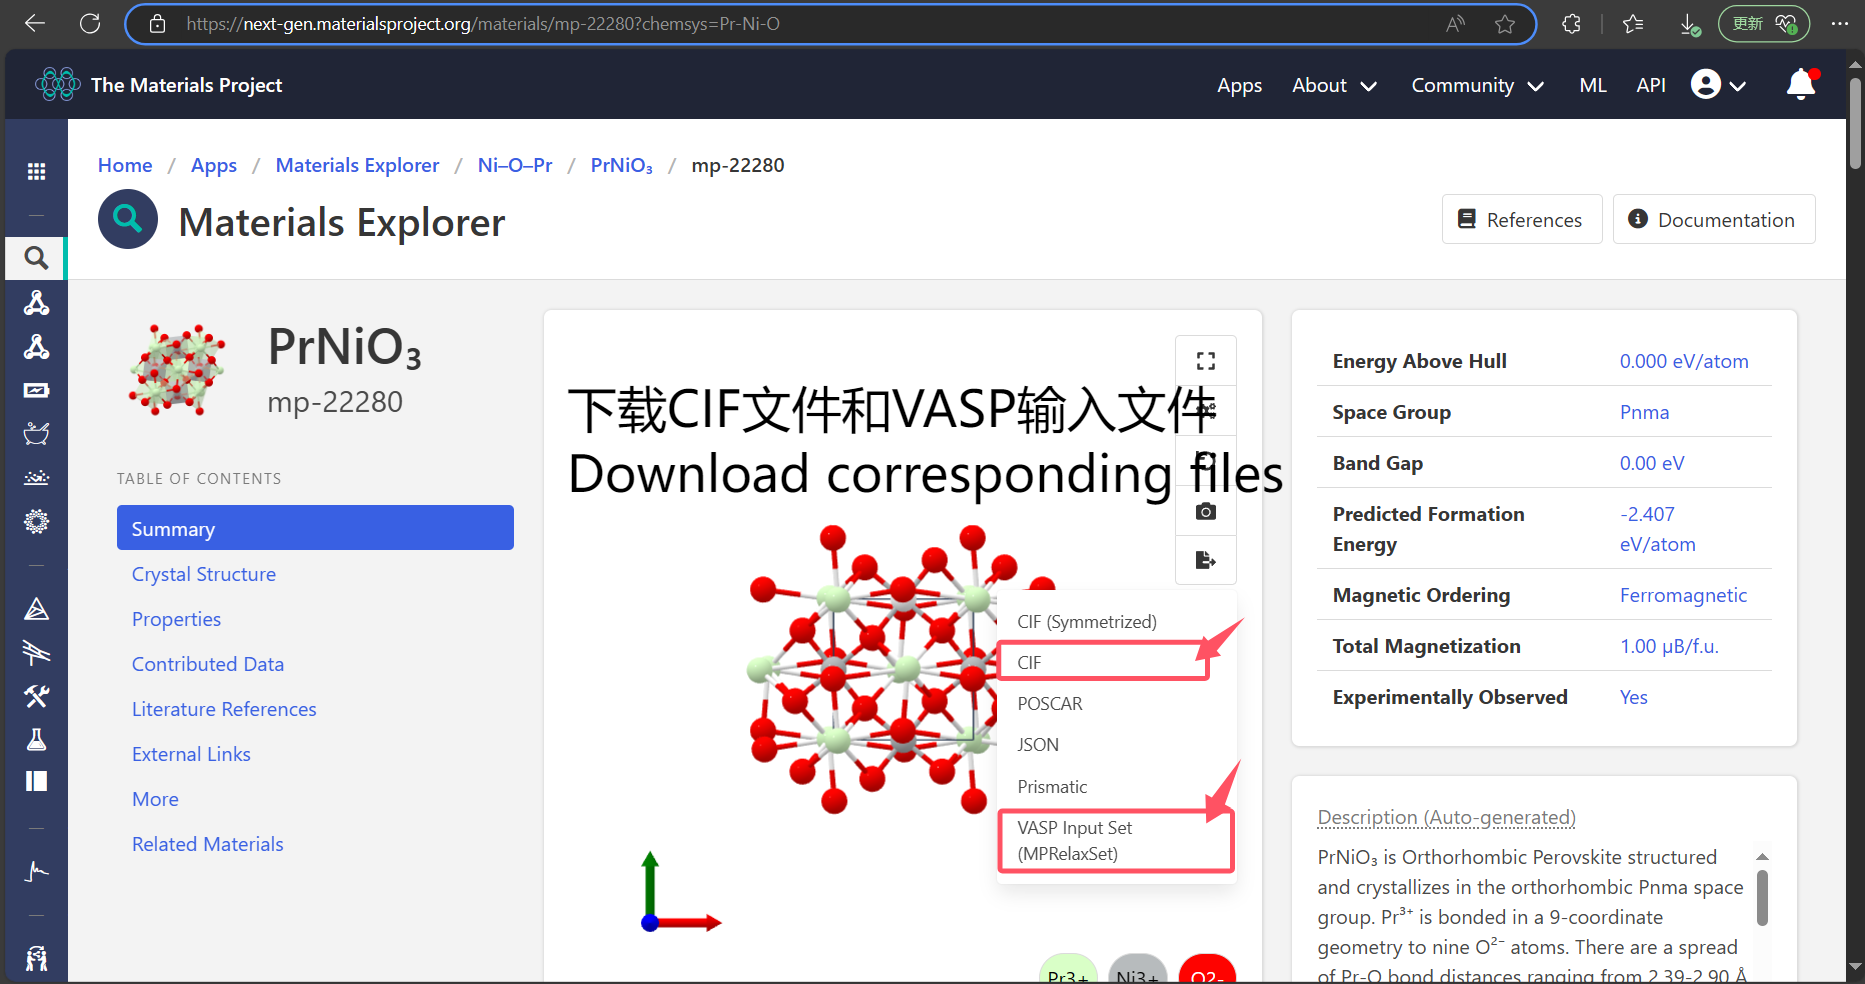 https://next-gen.materialsproject.org/materials/mp-22280?chemsys=Pr-Ni-O
更新
The Materials Project
Apps
About
Community
ML
API
Home / Apps / Materials Explorer / Ni–O–Pr / PrNiO₃ / mp-22280
Materials Explorer
References
Documentation
PrNiO₃
mp-22280
TABLE OF CONTENTS
Summary
Crystal Structure
Properties
Contributed Data
Literature References
External Links
More
Related Materials
下载CIF文件和VASP输入文件
Download corresponding files
CIF (Symmetrized)
CIF
POSCAR
JSON
Prismatic
VASP Input Set
(MPRelaxSet)
Pr3+
Ni3+
O2-
Energy Above Hull 0.000 eV/atom
Space Group Pnma
Band Gap 0.00 eV
Predicted Formation -2.407
Energy eV/atom
Magnetic Ordering Ferromagnetic
Total Magnetization 1.00 µB/f.u.
Experimentally Observed Yes
Description (Auto-generated)
PrNiO₃ is Orthorhombic Perovskite structured
and crystallizes in the orthorhombic Pnma space
group. Pr³⁺ is bonded in a 9-coordinate
geometry to nine O²⁻ atoms. There are a spread
of Pr-O bond distances ranging from 2.39-2.90 Å